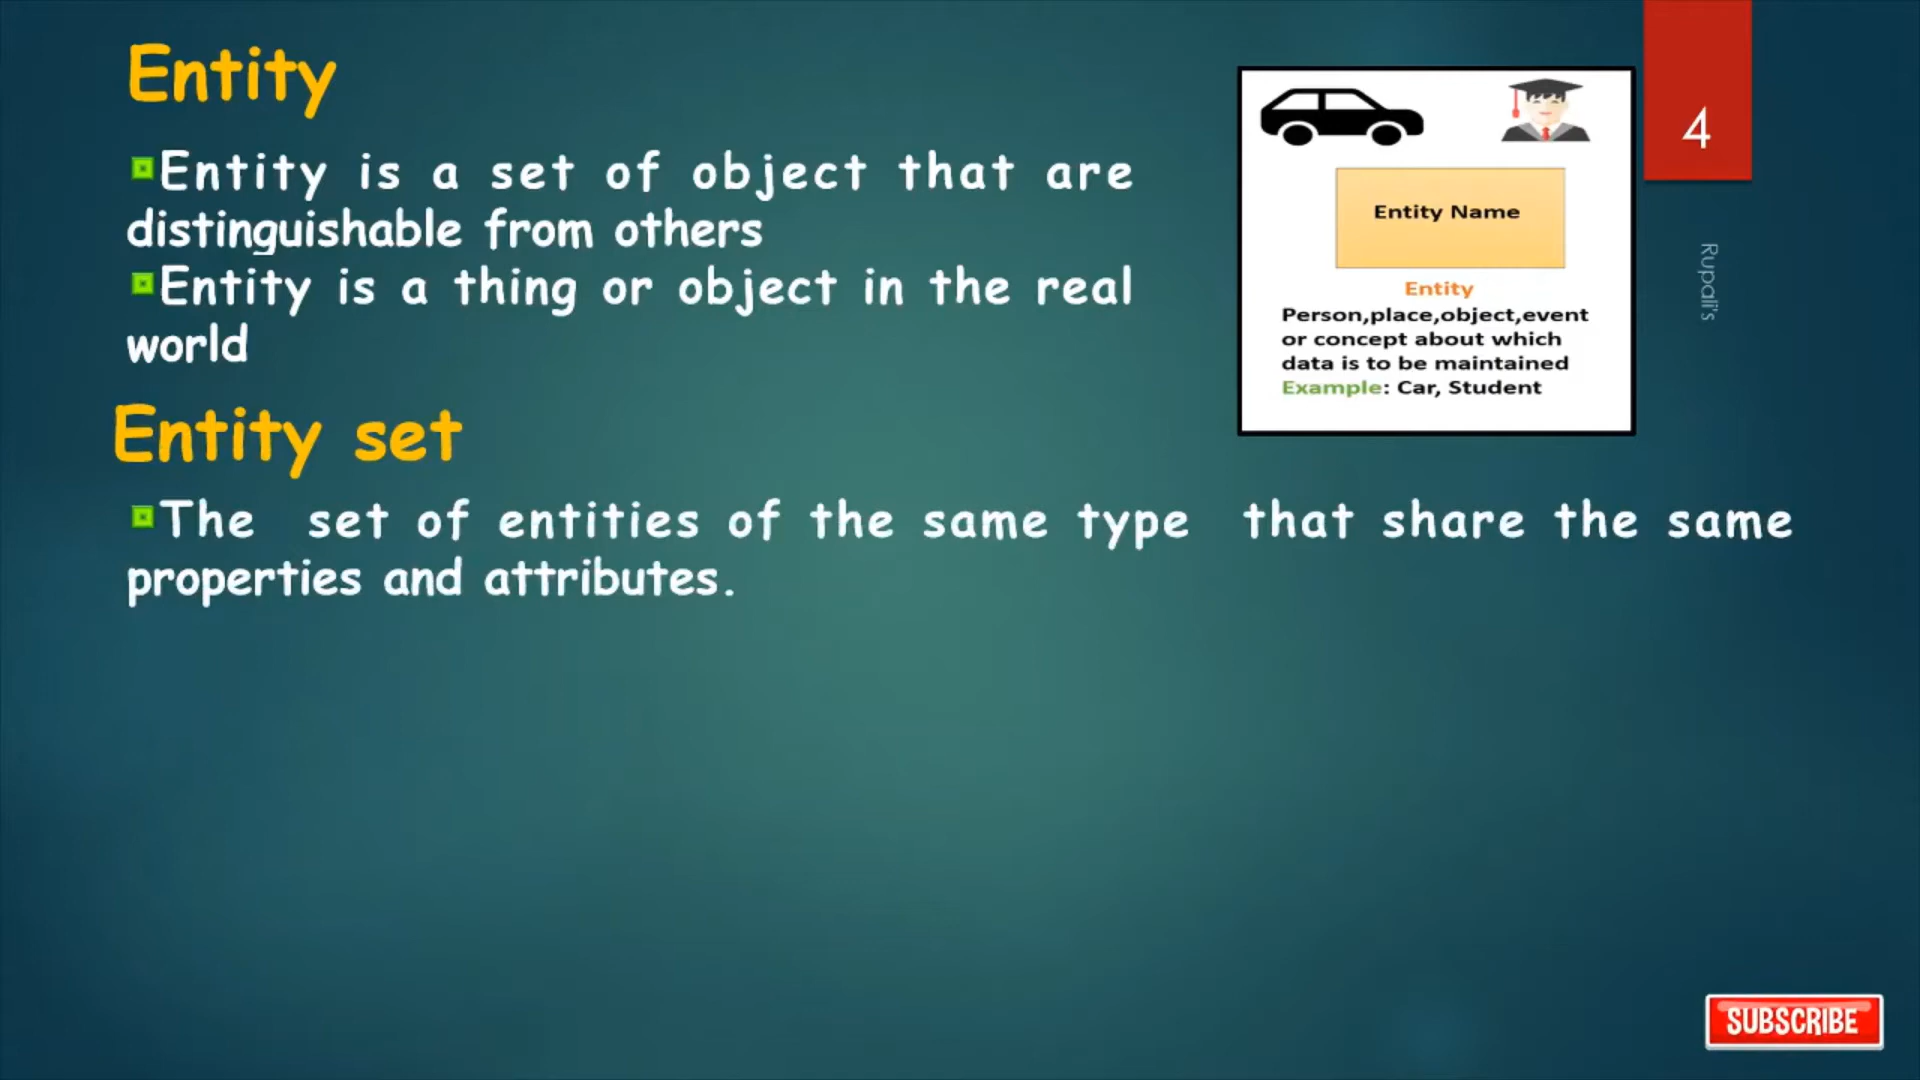 Entity
Entity is a set of object that are
distinguishable from others
Entity is a thing or object in the real
world
Entity set
The set of entities of the same type that share the same
properties and attributes.
Entity Name
Entity
Person,place,object,event
or concept about which
data is to be maintained
Example: Car, Student
4
Rupali's
SUBSCRIBE